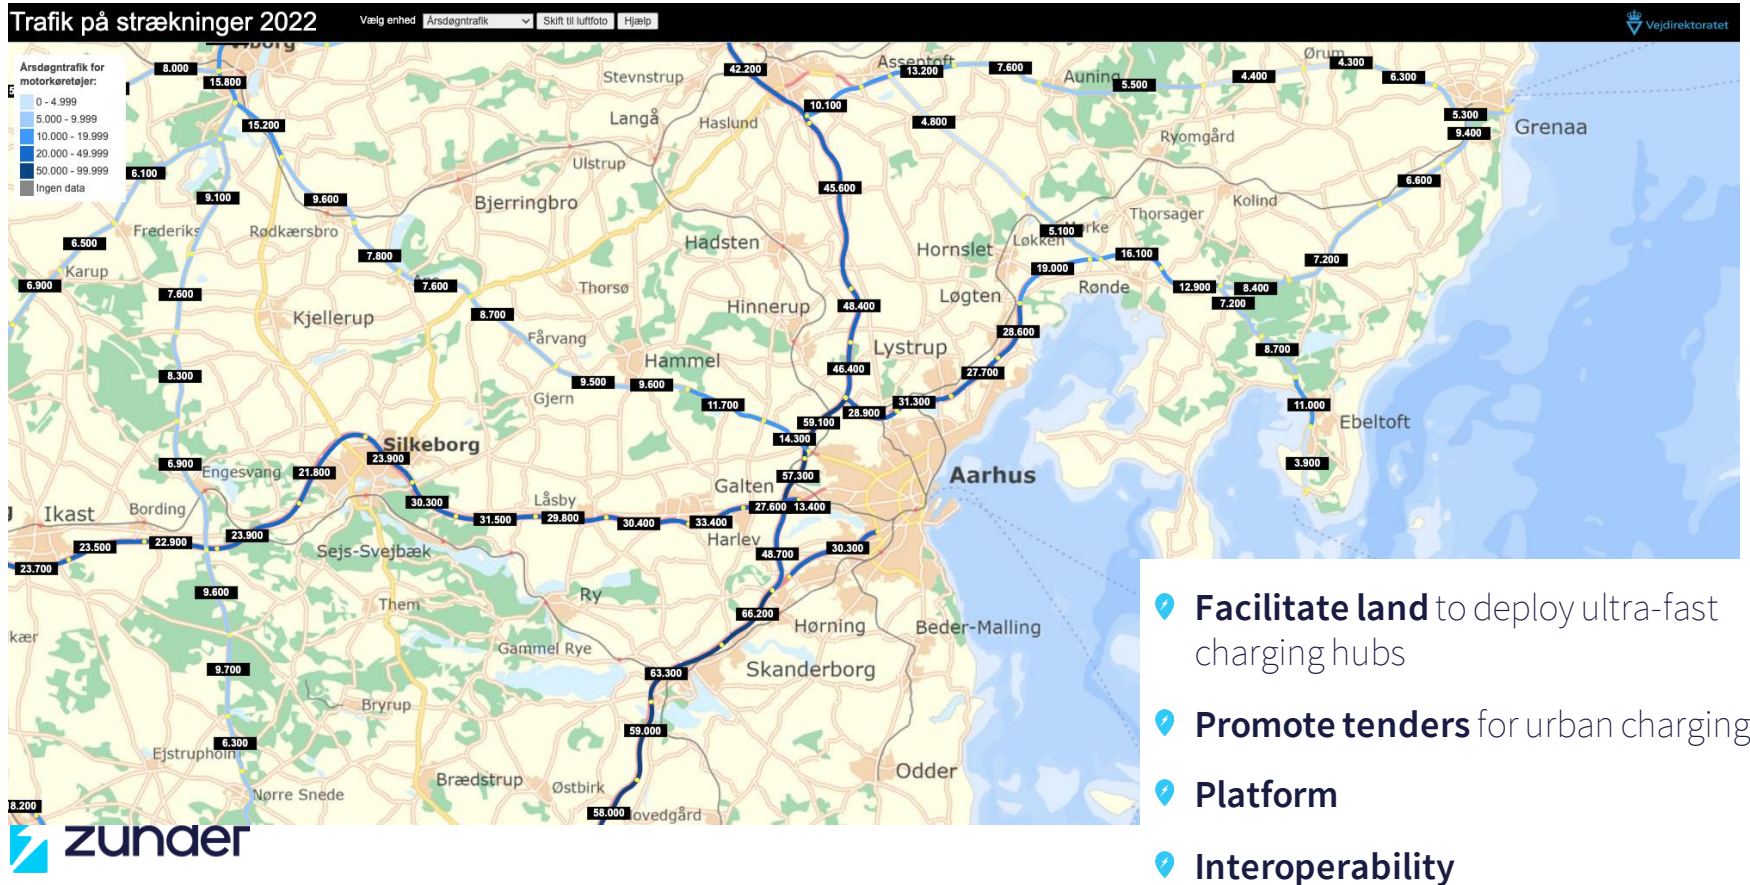 Trafik på strækninger 2022
Vælg enhed
Årsdøgntrafik
Skift til luftfoto
Hjælp
Vejdirektoratet
Årsdøgntrafik for
motorkøretøjer:
0 - 4.999
5.000 - 9.999
10.000 - 19.999
20.000 - 49.999
50.000 - 99.999
Ingen data
8.000
15.800
Stevnstrup
42.200
Assentoft
13.200
7.600
Auning
5.500
4.400
Ørum
4.300
6.300
15.200
Langå
Haslund
10.100
4.800
Ryomgård
5.300
9.400
Grenaa
6.100
Ulstrup
9.100
9.600
Bjerringbro
45.600
Thorsager
Kolind
6.600
Frederiks
Rødkærsbro
6.500
7.800
Hadsten
Hornslet
5.100
Løkken
16.100
7.200
Karup
6.900
7.600
7.600
Thorsø
Hinnerup
Løgten
19.000
Rønde
12.900
8.400
7.200
Kjellerup
8.700
48.400
28.600
Fårvang
Lystrup
8.700
8.300
Hammel
46.400
27.700
9.500
9.600
Gjern
11.700
28.900
31.300
59.100
11.000
Ebeltoft
Silkeborg
14.300
6.900
Engesvang
21.800
23.900
57.300
Aarhus
3.900
Galten
Ikast
Bording
30.300
Låsby
27.600
13.400
31.500
29.800
30.400
33.400
Harlev
23.500
22.900
23.900
Sejs-Svejbæk
48.700
30.300
23.700
9.600
Them
Ry
66.200
Hørning
Beder-Malling
Gammel Rye
9.700
63.300
Skanderborg
Bryrup
59.000
6.300
Ejstrupholm
Brædstrup
Østbirk
Odder
Nørre Snede
58.000
8.200
zunder
Facilitate land to deploy ultra-fast
charging hubs
Promote tenders for urban charging
Platform
Interoperability